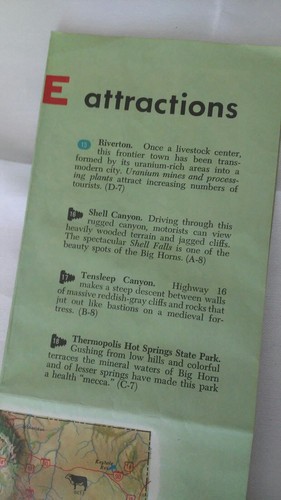 E attractions
15 Riverton. Once a livestock center,
this frontier town has been trans-
formed by its uranium-rich areas into a
modern city. Uranium mines and process-
ing plants attract increasing numbers of
tourists. (D-7)
16 Shell Canyon. Driving through this
rugged canyon, motorists can view
heavily wooded terrain and jagged cliffs.
The spectacular Shell Falls is one of the
beauty spots of the Big Horns. (A-8)
17 Tensleep Canyon. Highway 16
makes a steep descent between walls
of massive reddish-gray cliffs and rocks that
jut out like bastions on a medieval for-
tress. (B-8)
18 Thermopolis Hot Springs State Park.
Gushing from low hills and colorful
terraces the mineral waters of Big Horn
and of lesser springs have made this park
a health "mecca." (C-7)